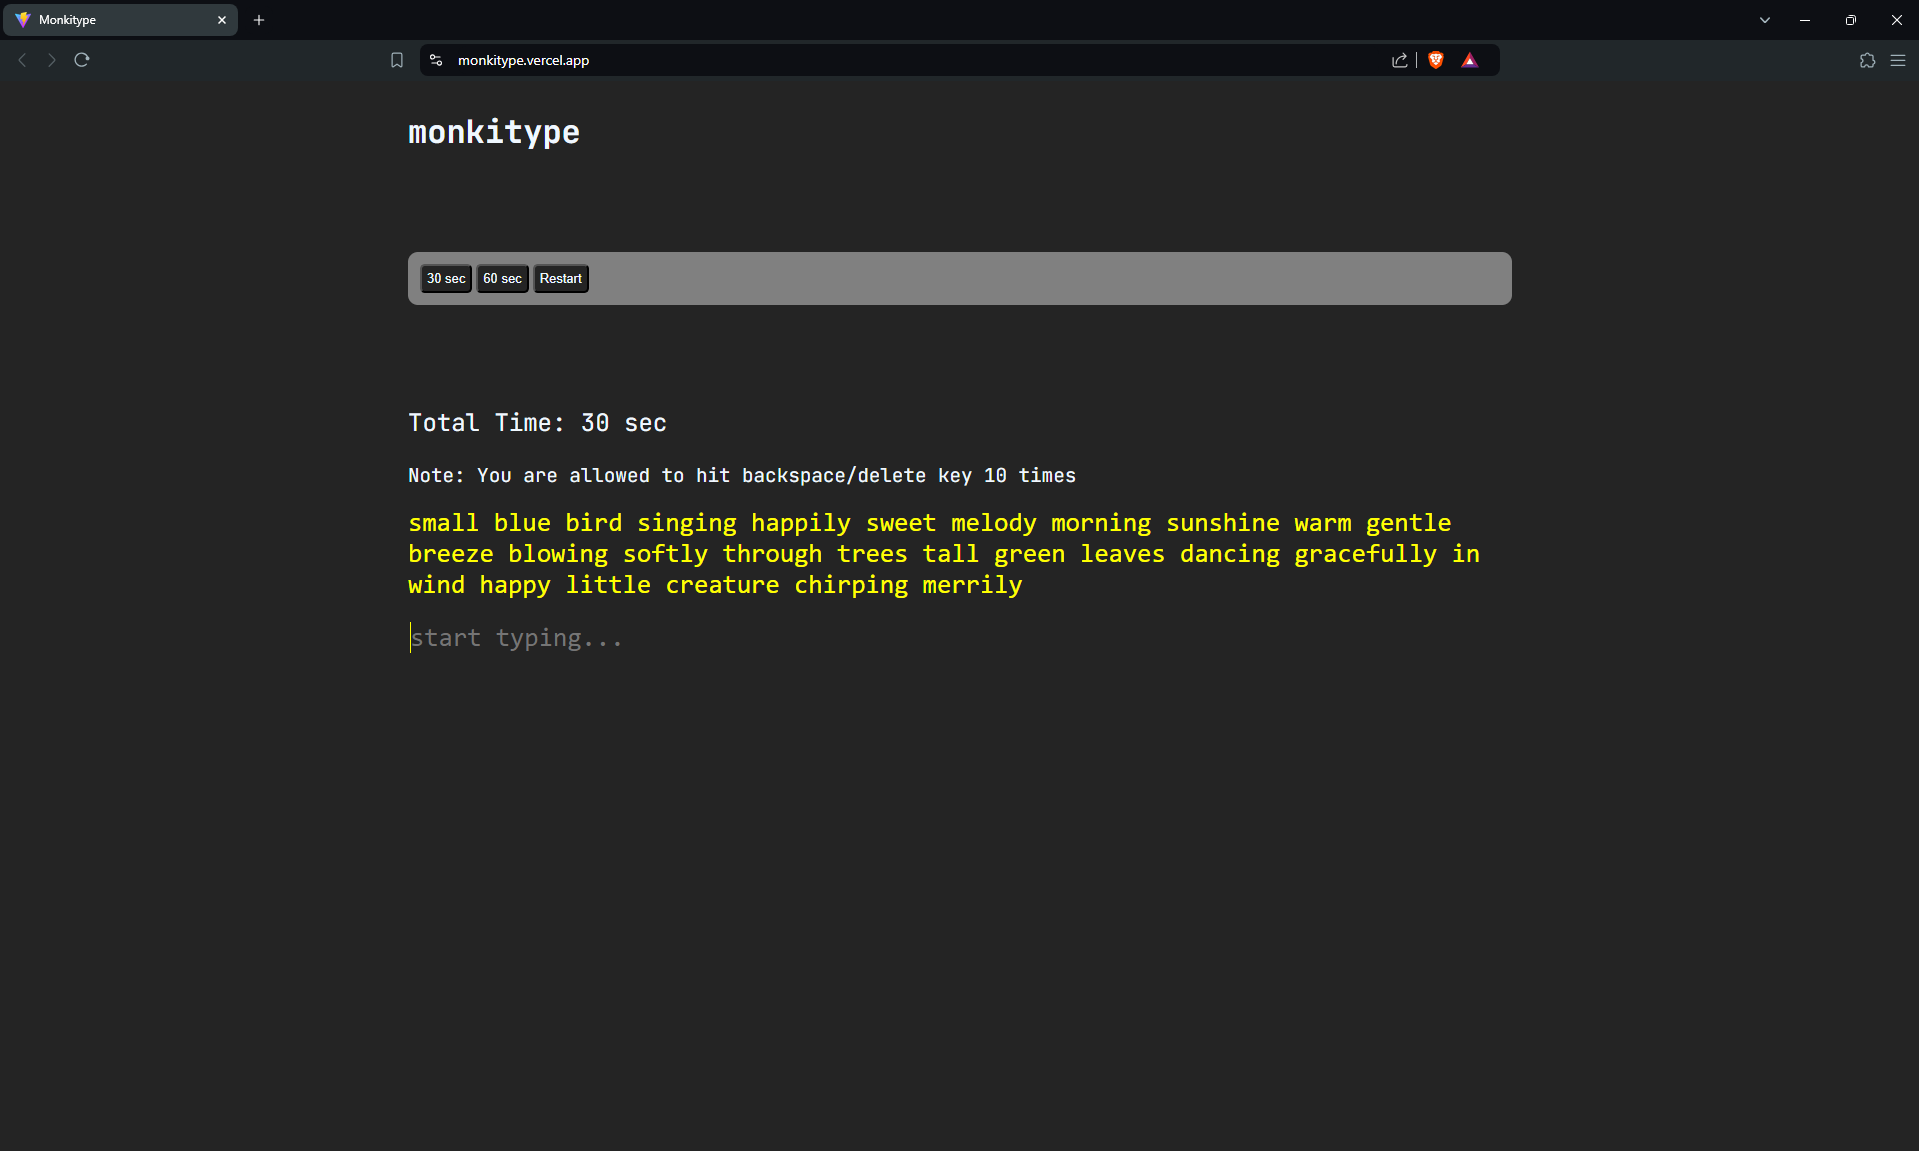 Monkitype
monkitype.vercel.app
monkitype
30 sec 60 sec Restart
Total Time: 30 sec
Note: You are allowed to hit backspace/delete key 10 times
small blue bird singing happily sweet melody morning sunshine warm gentle
breeze blowing softly through trees tall green leaves dancing gracefully in
wind happy little creature chirping merrily
start typing...